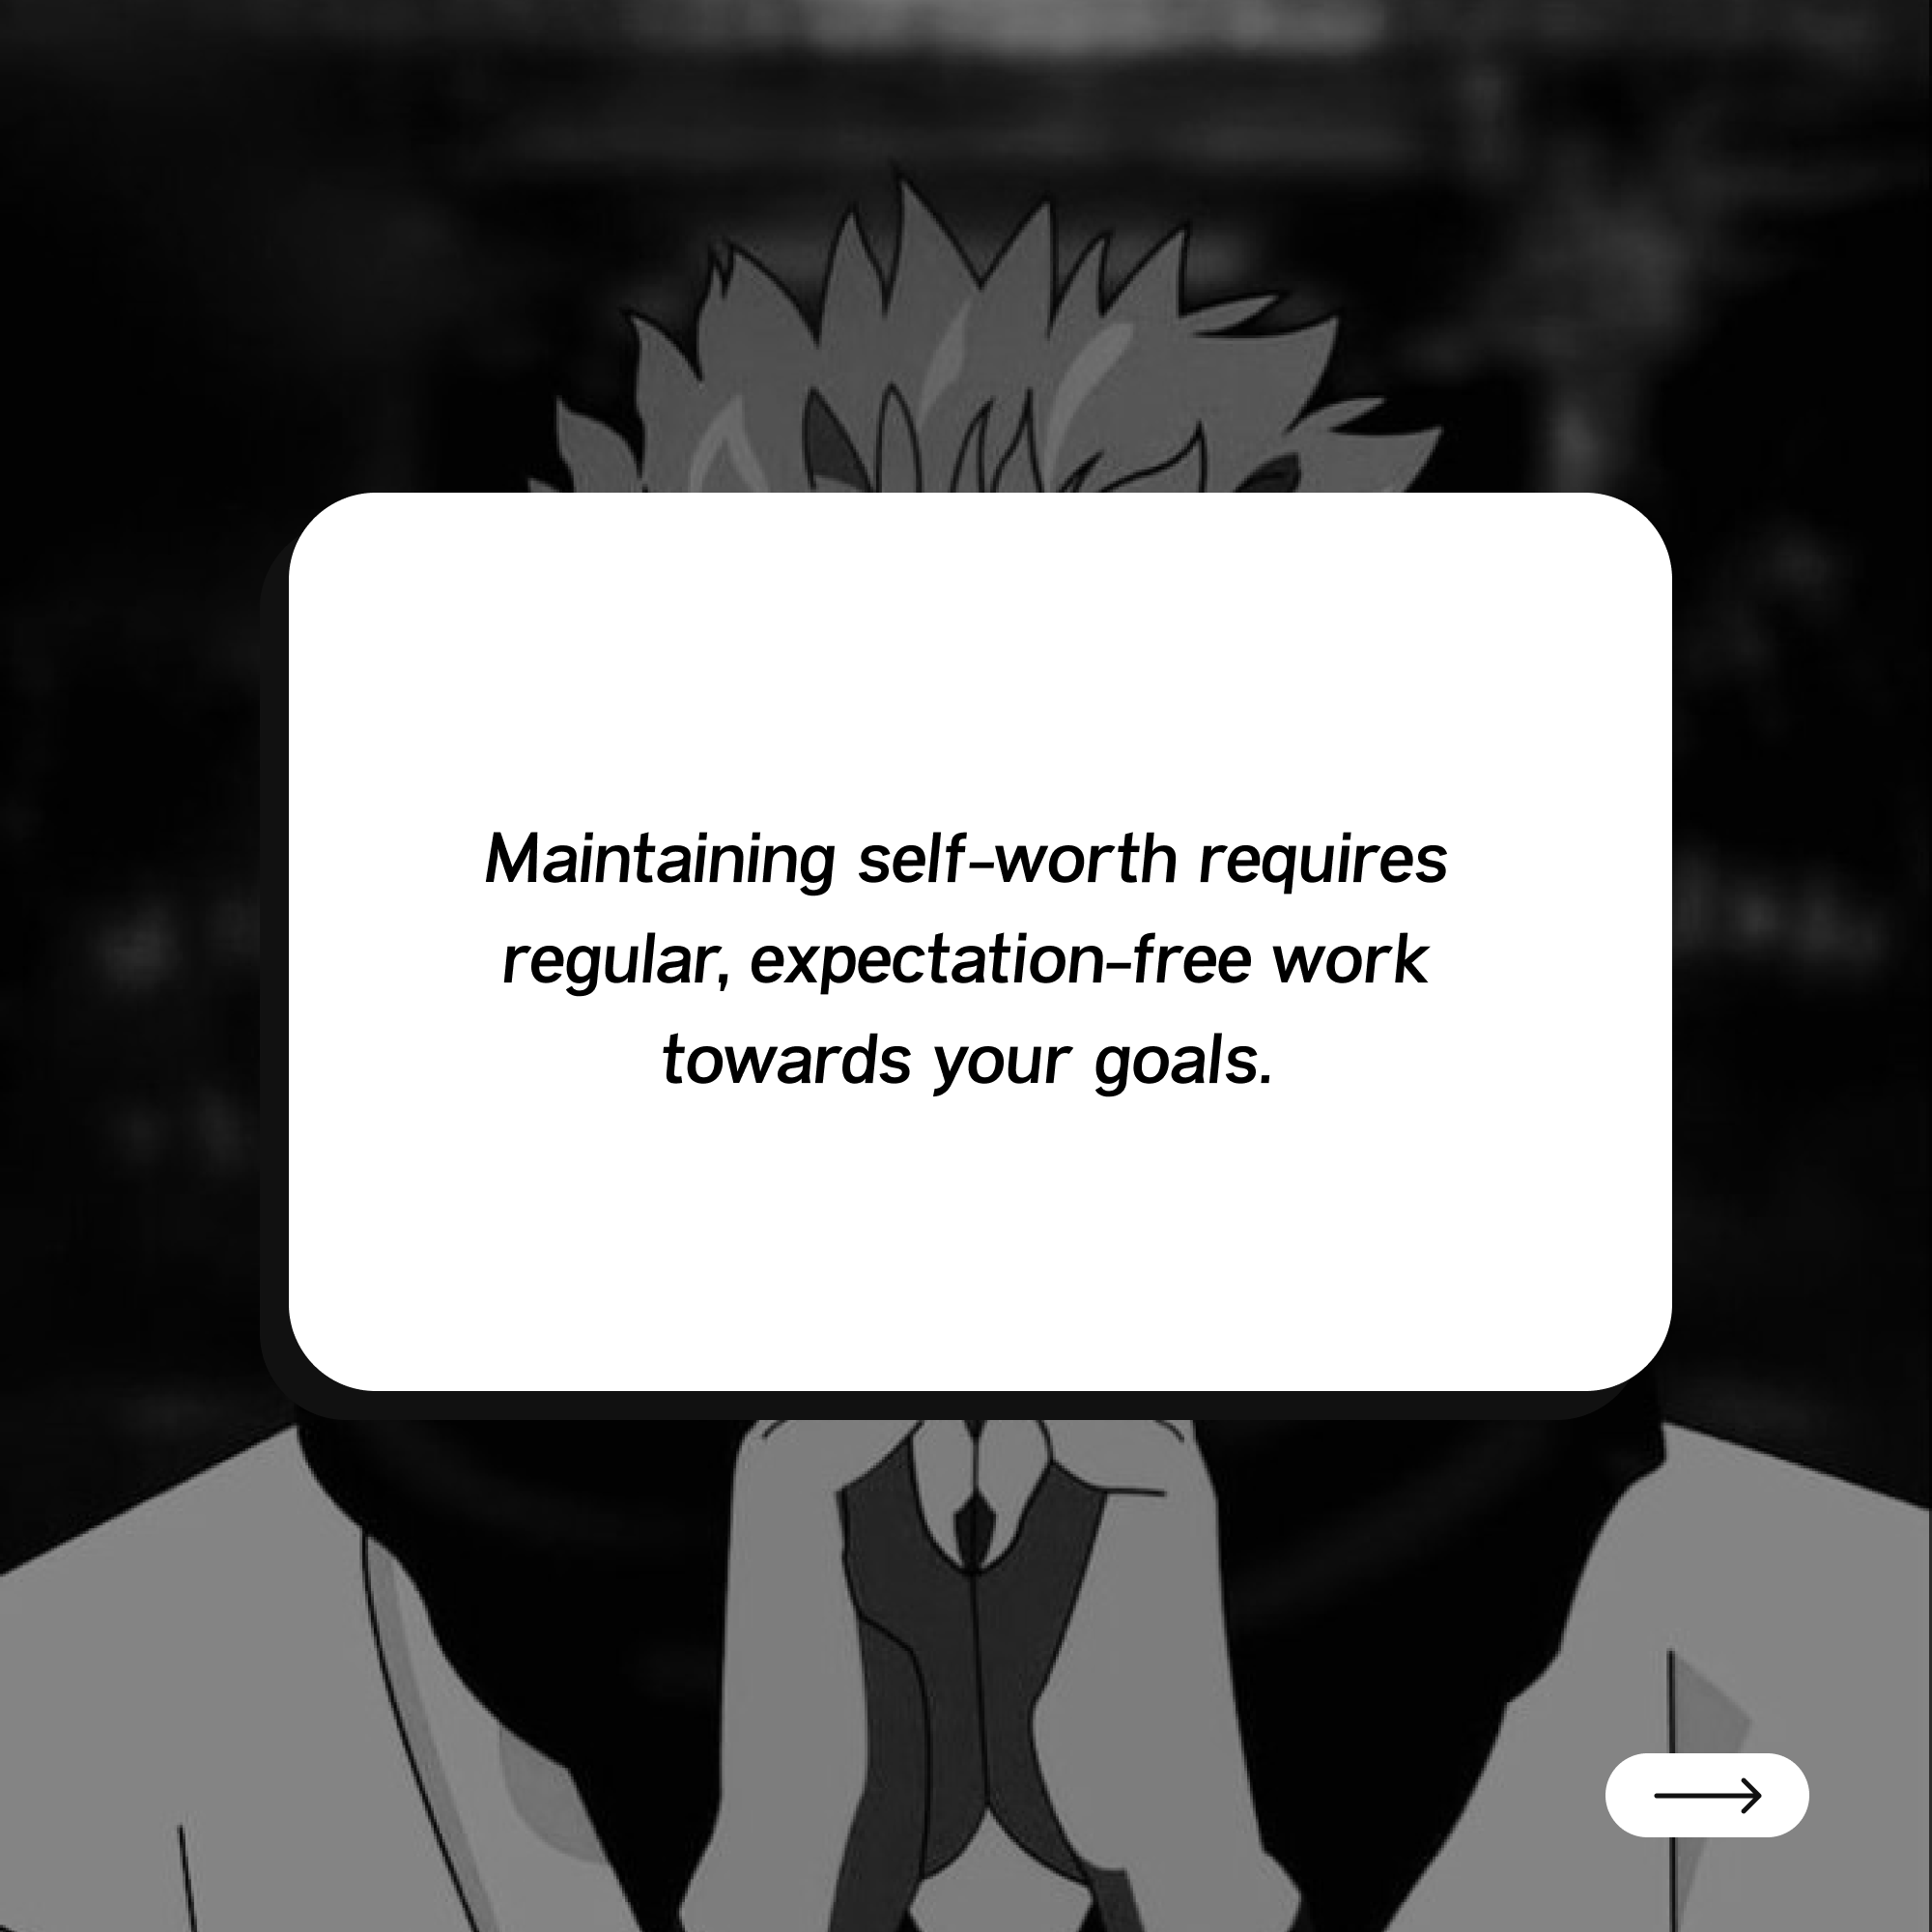 Maintaining self-worth requires
regular, expectation-free work
towards your goals.